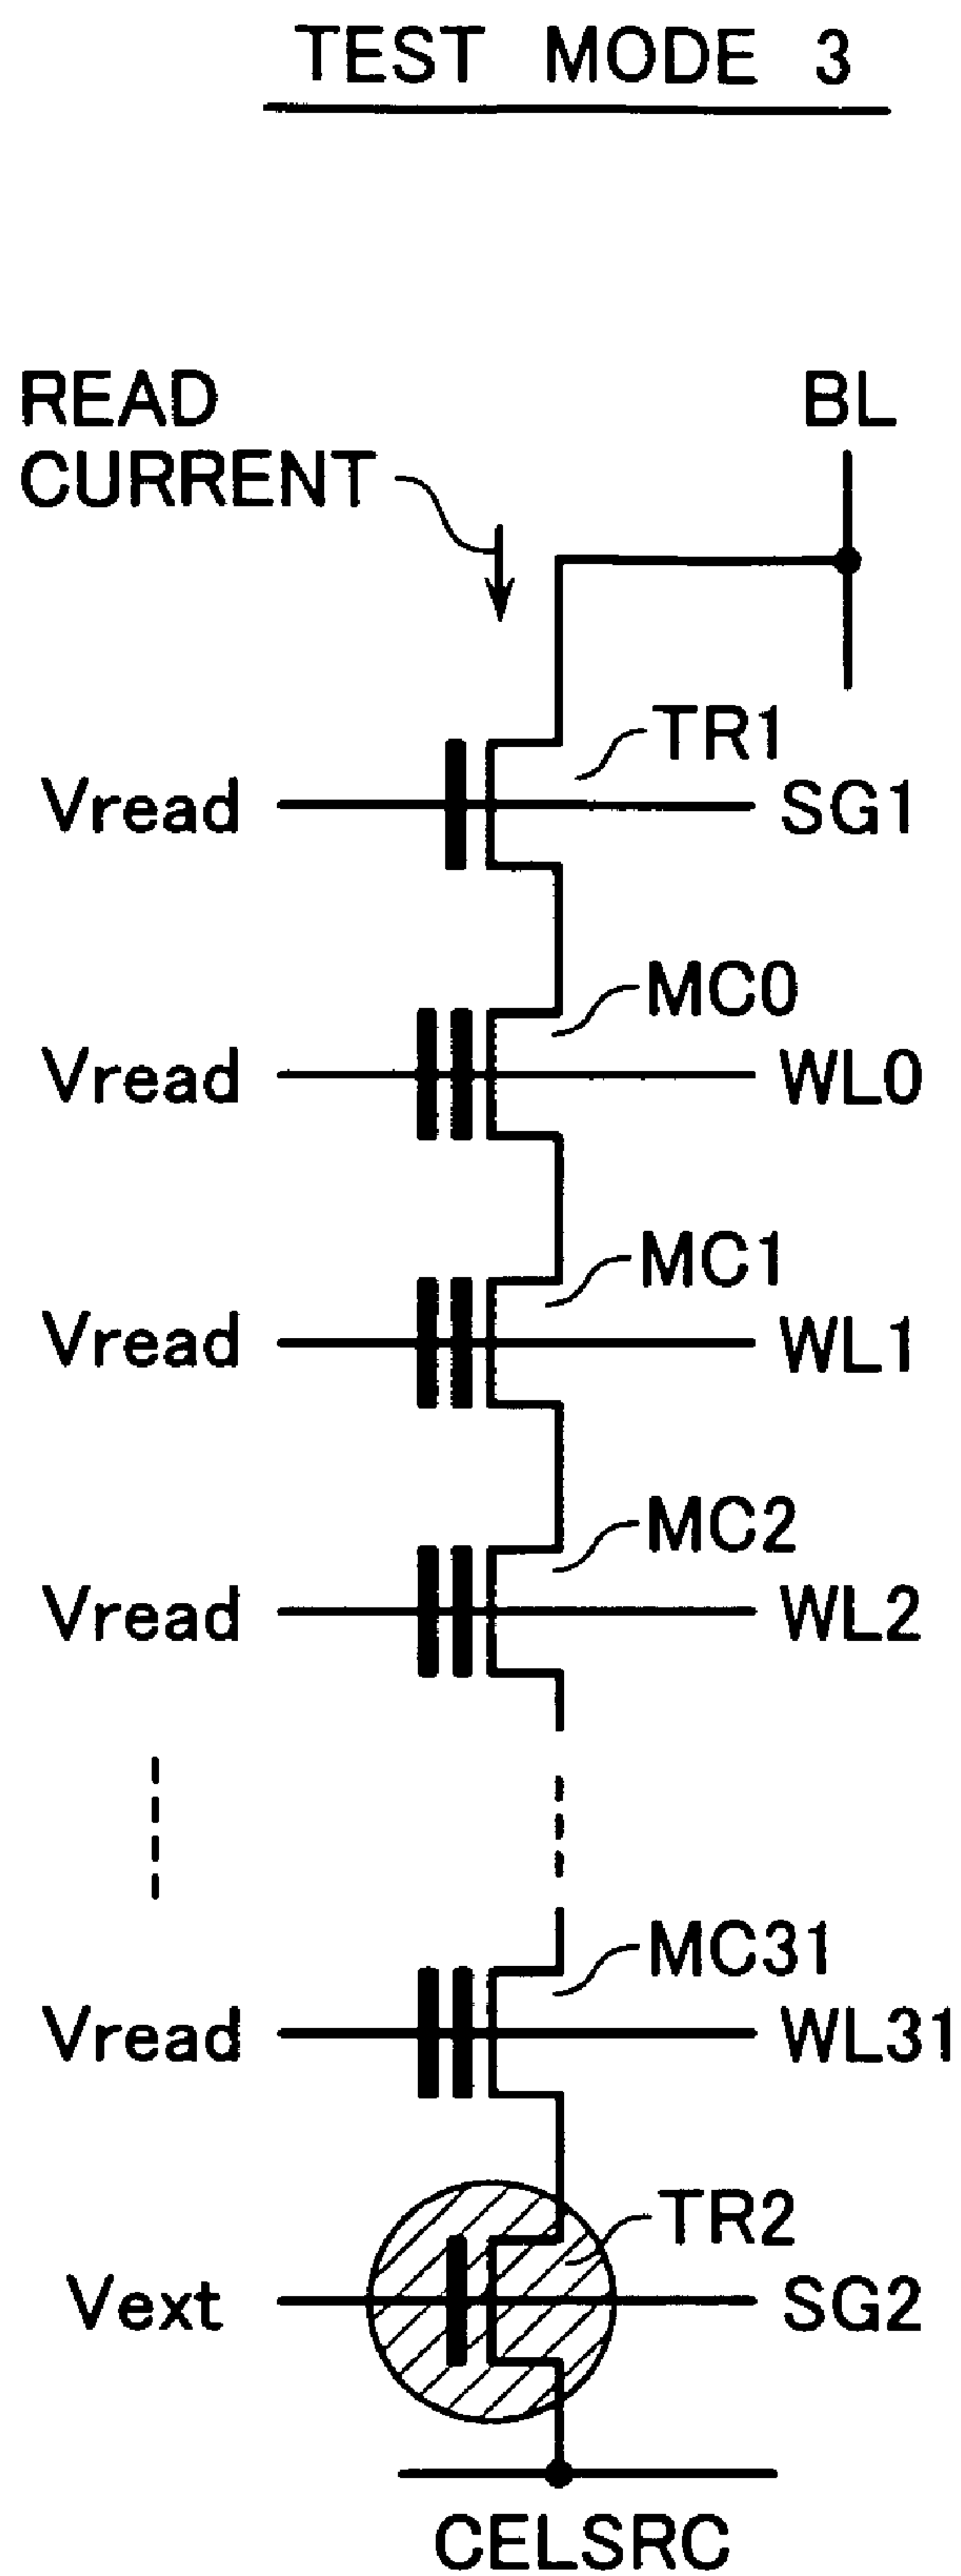 TEST MODE 3
READ
CURRENT
BL
TR1
Vread
SG1
MC0
Vread
WL0
MC1
Vread
WL1
MC2
Vread
WL2
MC31
Vread
WL31
TR2
Vext
SG2
CELSRC